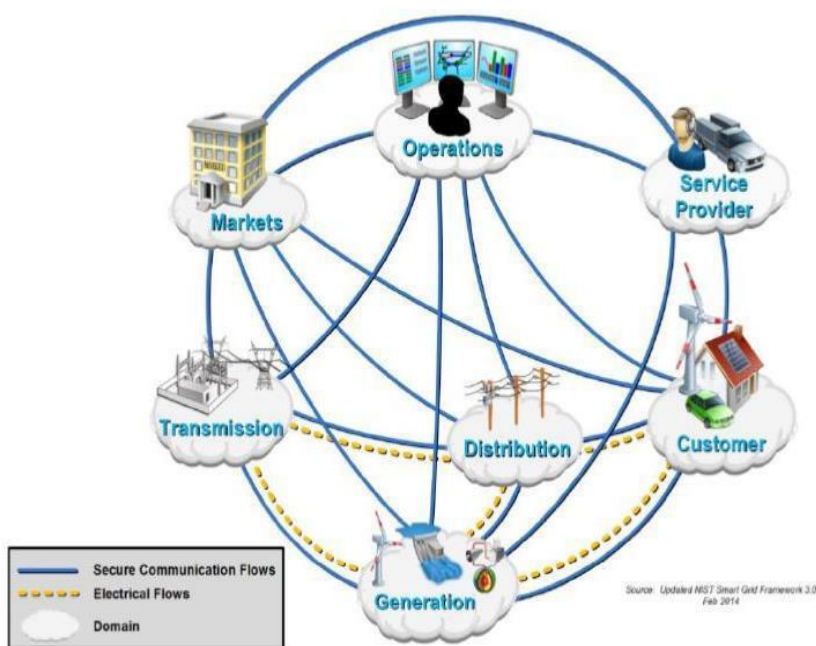 Operations
Markets
Service
Provider
Transmission
Distribution
Customer
Generation
Secure Communication Flows
Electrical Flows
Domain
Source: Updated NIST Smart Grid Framework 3.0
Feb 2014